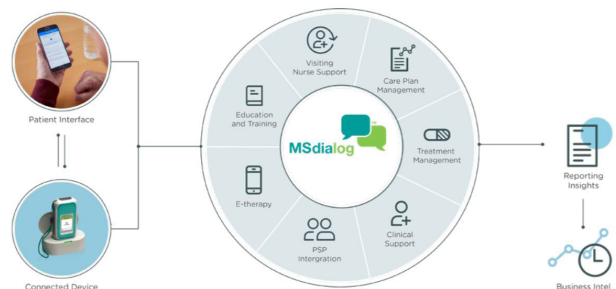 Patient Interface
Connected Device
Visiting
Nurse Support
Care Plan
Management
Education
and Training
MSdialog
Treatment
Management
E-therapy
PSP
Intergration
Clinical
Support
Reporting
Insights
Business Intel